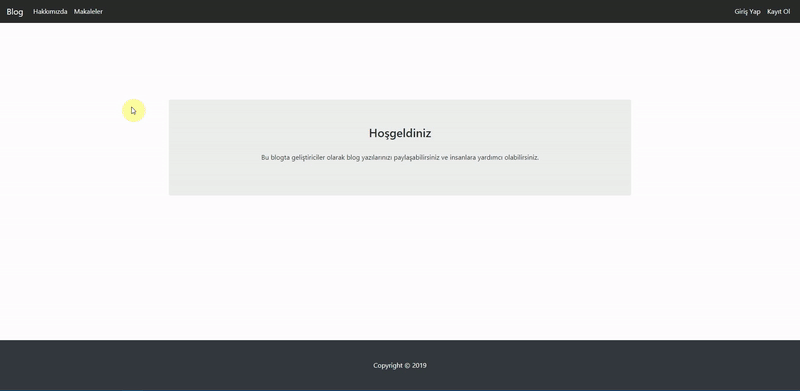 Blog Hakkımızda Makaleler Giriş Yap Kayıt Ol
Hoşgeldiniz
Bu blogta geliştiriciler olarak blog yazılarınızı paylaşabilirsiniz ve insanlara yardımcı olabilirsiniz.
Copyright © 2019